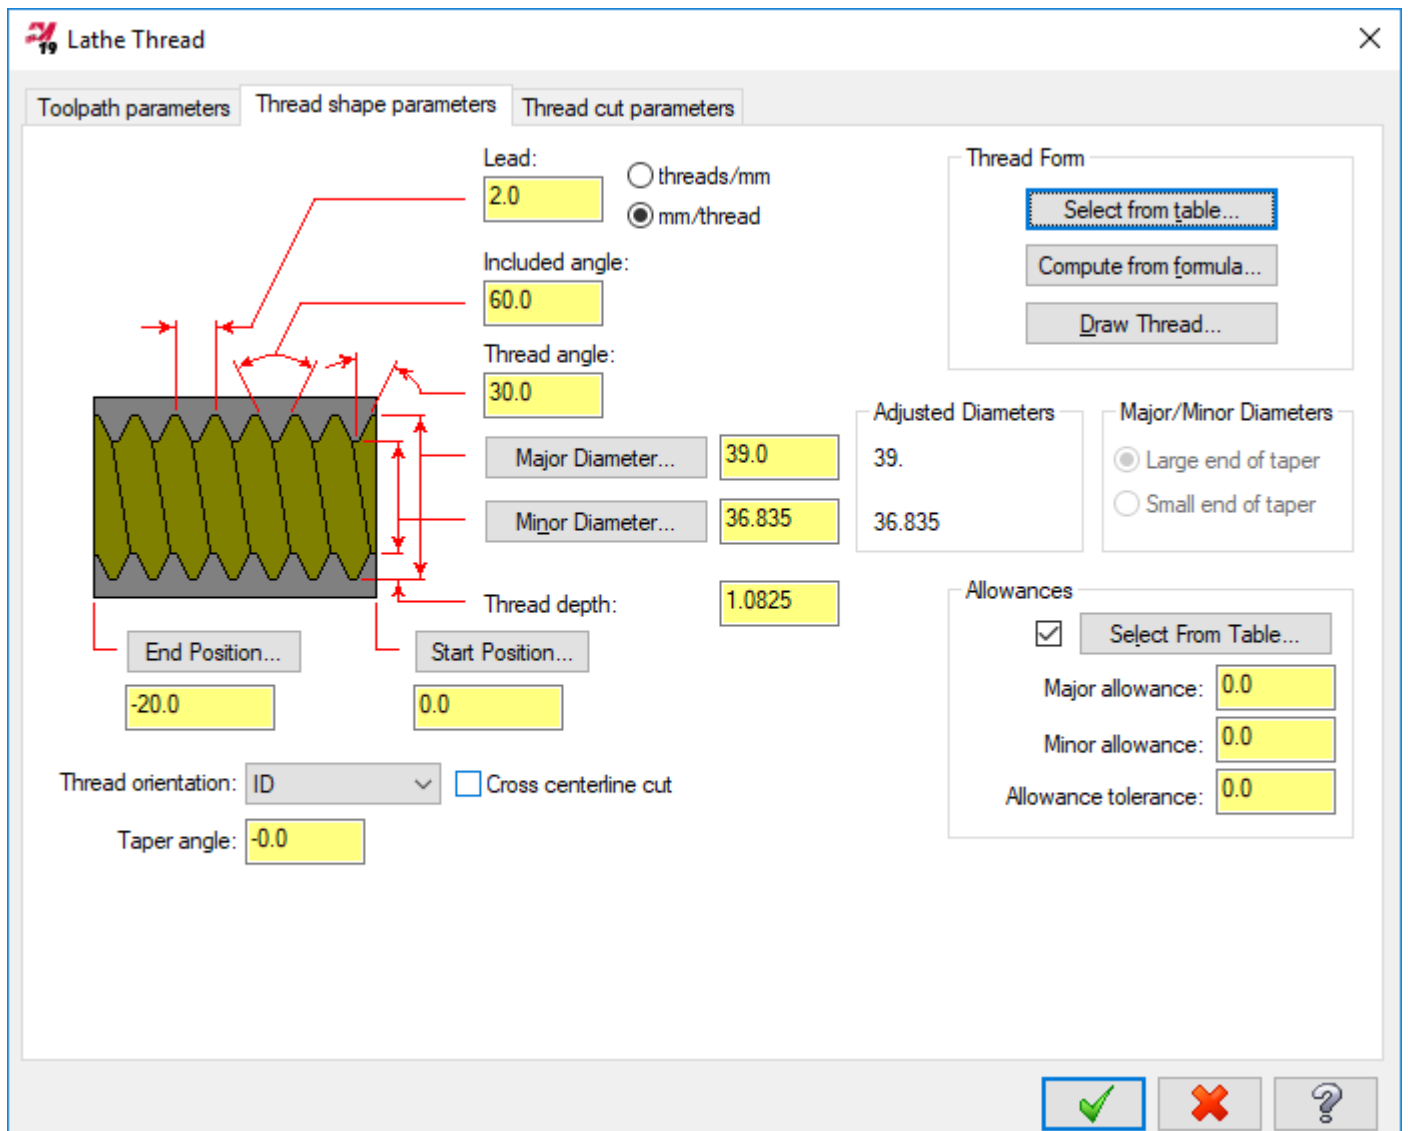 19 Lathe Thread
Toolpath parameters
Thread shape parameters
Thread cut parameters
Lead:
2.0
threads/mm
mm/thread
Included angle:
60.0
Thread angle:
30.0
Major Diameter...
39.0
Minor Diameter...
36.835
Thread depth:
1.0825
End Position...
Start Position...
-20.0
0.0
Thread orientation:
ID
Cross centerline cut
Taper angle:
-0.0
Thread Form
Select from table...
Compute from formula...
Draw Thread...
Adjusted Diameters
39.
36.835
Major/Minor Diameters
Large end of taper
Small end of taper
Allowances
Select From Table...
Major allowance:
0.0
Minor allowance:
0.0
Allowance tolerance:
0.0